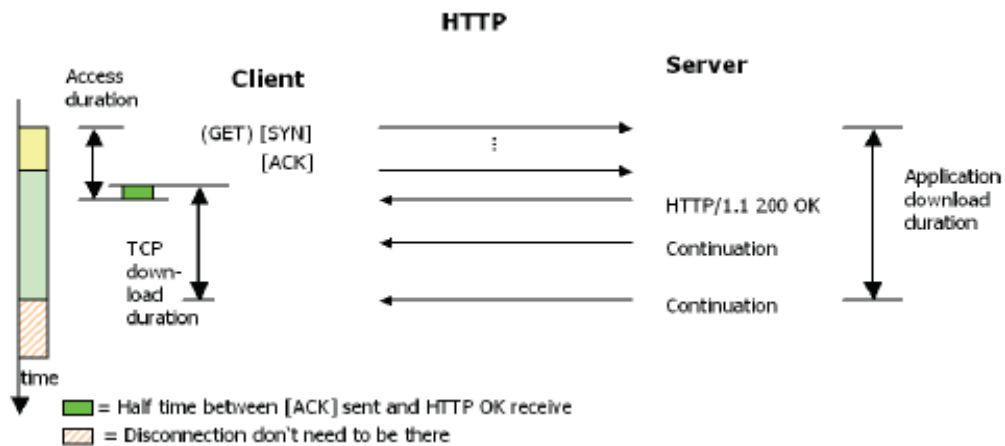 HTTP
Access
duration
Client
Server
(GET) [SYN]
[ACK]
HTTP/1.1 200 OK
Continuation
Continuation
Application
download
duration
TCP
down-
load
duration
time
= Half time between [ACK] sent and HTTP OK receive
= Disconnection don't need to be there